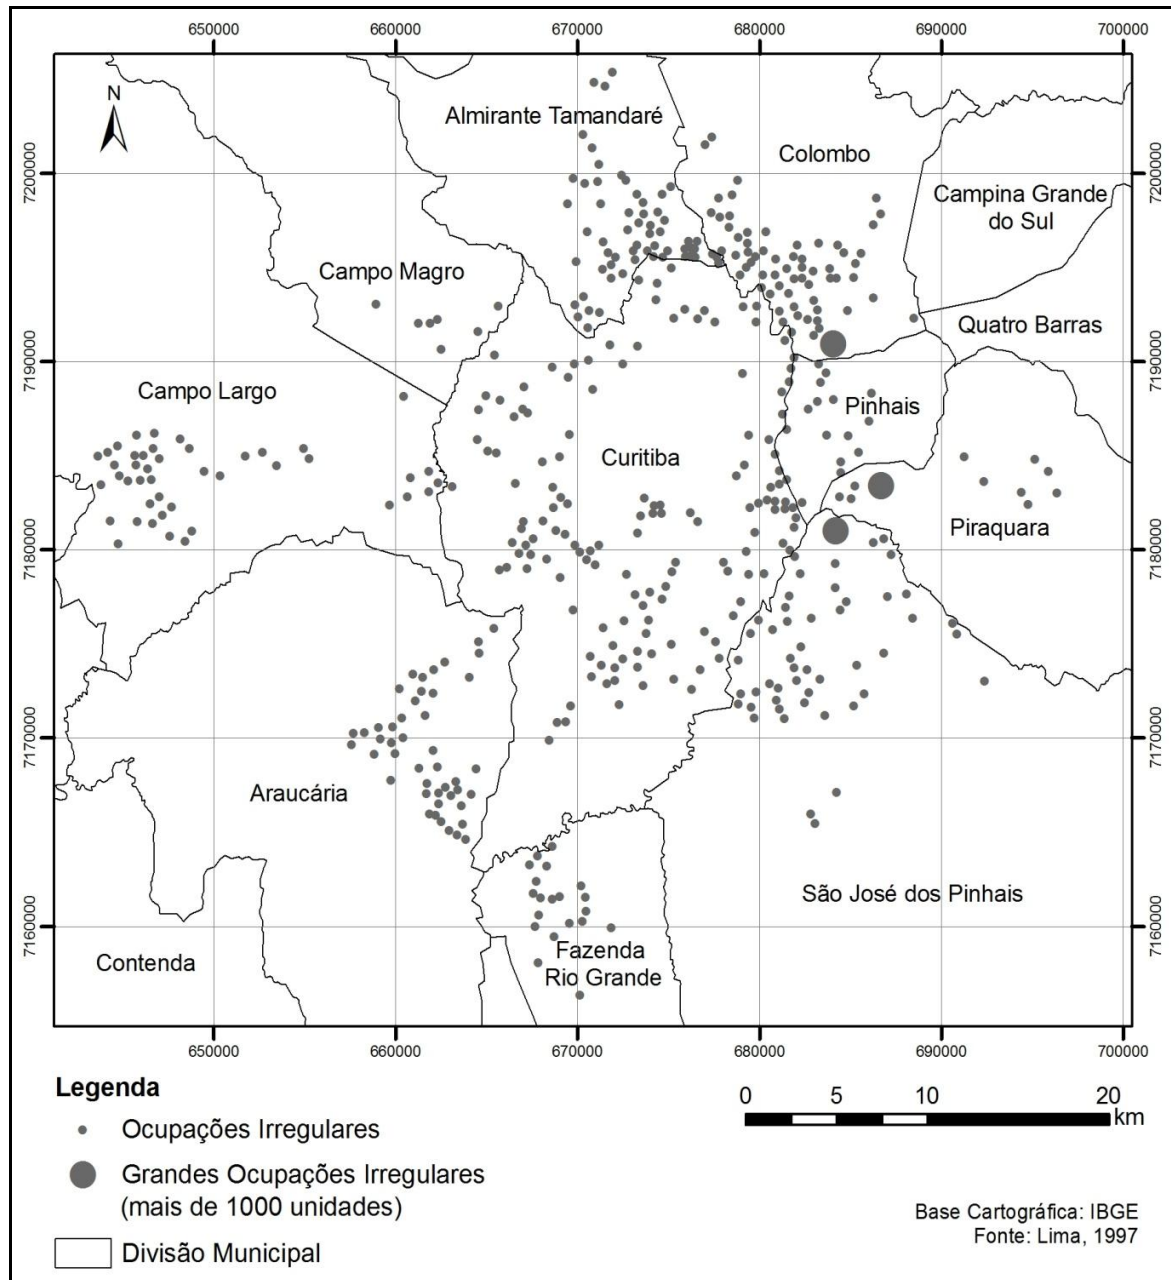 650000 660000 670000 680000 690000 700000
N
Almirante Tamandaré
Colombo
7200000 7200000
Campina Grande
do Sul
Campo Magro
Quatro Barras
7190000 7190000
Campo Largo
Pinhais
Curitiba
Piraquara
7180000 7180000
7170000 7170000
Araucária
São José dos Pinhais
7160000 7160000
Fazenda
Rio Grande
Contenda
650000 660000 670000 680000 690000 700000
Legenda
Ocupações Irregulares
Grandes Ocupações Irregulares
(mais de 1000 unidades)
Divisão Municipal
0 5 10 20
km
Base Cartográfica: IBGE
Fonte: Lima, 1997